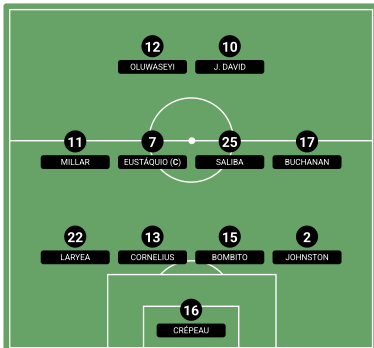 12 10
OLUWASEYI J. DAVID
11 7 25 17
MILLAR EUSTÁQUIO (C) SALIBA BUCHANAN
22 13 15 2
LARYEA CORNELIUS BOMBITO JOHNSTON
16
CRÉPEAU